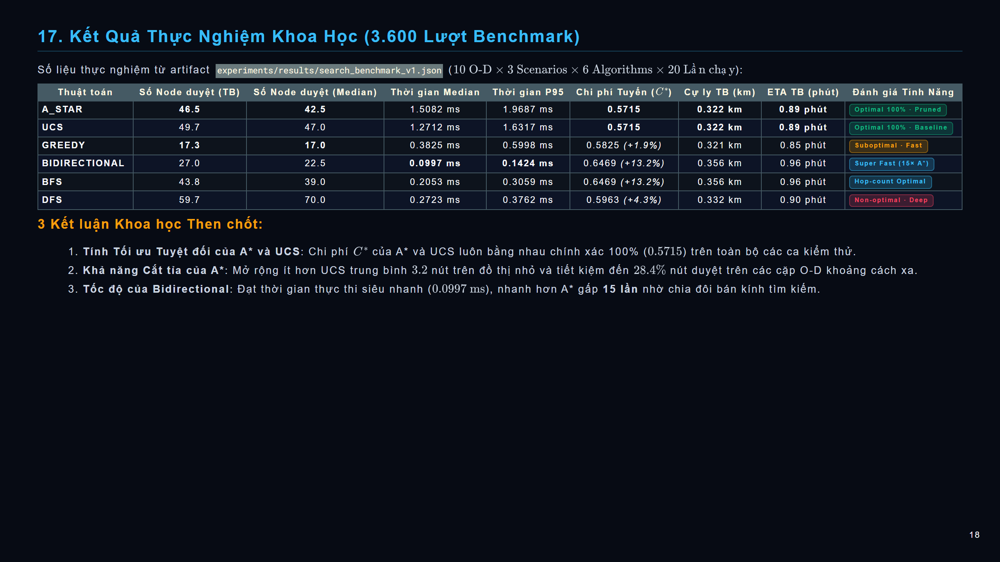 17. Kết Quả Thực Nghiệm Khoa Học (3.600 Lượt Benchmark)
Số liệu thực nghiệm từ artifact experiments/results/search_benchmark_v1.json (10 O-D × 3 Scenarios × 6 Algorithms × 20 Lần chạy):
Thuật toán Số Node duyệt (TB) Số Node duyệt (Median) Thời gian Median Thời gian P95 Chi phí Tuyến (C*) Cự ly TB (km) ETA TB (phút) Đánh giá Tính Năng
A_STAR 46.5 42.5 1.5082 ms 1.9687 ms 0.5715 0.322 km 0.89 phút Optimal 100% · Pruned
UCS 49.7 47.0 1.2712 ms 1.6317 ms 0.5715 0.322 km 0.89 phút Optimal 100% · Baseline
GREEDY 17.3 17.0 0.3825 ms 0.5998 ms 0.5825 (+1.9%) 0.321 km 0.85 phút Suboptimal · Fast
BIDIRECTIONAL 27.0 22.5 0.0997 ms 0.1424 ms 0.6469 (+13.2%) 0.356 km 0.96 phút Super Fast (15× A*)
BFS 43.8 39.0 0.2053 ms 0.3059 ms 0.6469 (+13.2%) 0.356 km 0.96 phút Hop-count Optimal
DFS 59.7 70.0 0.2723 ms 0.3762 ms 0.5963 (+4.3%) 0.332 km 0.90 phút Non-optimal · Deep
3 Kết luận Khoa học Then chốt:
1. Tính Tối ưu Tuyệt đối của A* và UCS: Chi phí C* của A* và UCS luôn bằng nhau chính xác 100% (0.5715) trên toàn bộ các ca kiểm thử.
2. Khả năng Cắt tỉa của A*: Mở rộng ít hơn UCS trung bình 3.2 nút trên đồ thị nhỏ và tiết kiệm đến 28.4% nút duyệt trên các cặp O-D khoảng cách xa.
3. Tốc độ của Bidirectional: Đạt thời gian thực thi siêu nhanh (0.0997 ms), nhanh hơn A* gấp 15 lần nhờ chia đôi bán kính tìm kiếm.
18